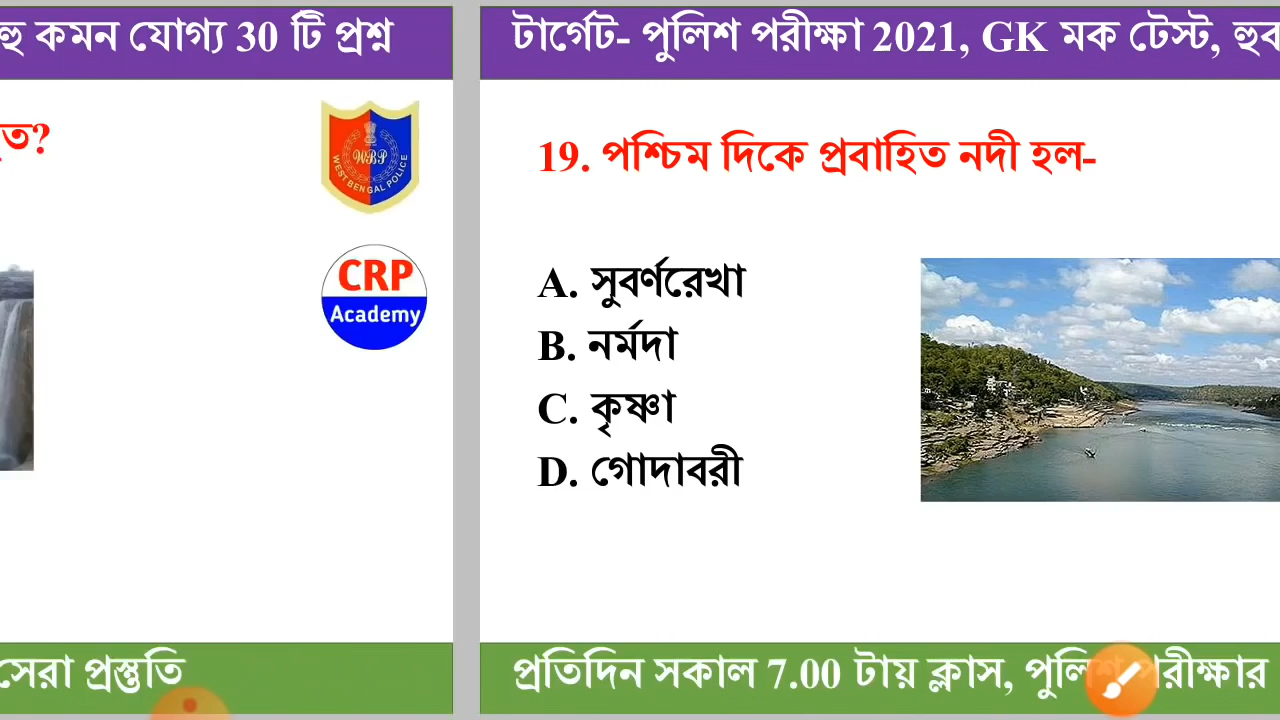 হু কমন যোগ্য 30 টি প্রশ্ন
ত?
WBP
WEST BENGAL POLICE
CRP
Academy
সেরা প্রস্তুতি
টার্গেট- পুলিশ পরীক্ষা 2021, GK মক টেস্ট, হুব
19. পশ্চিম দিকে প্রবাহিত নদী হল-
A. সুবর্ণরেখা
B. নর্মদা
C. কৃষ্ণা
D. গোদাবরী
প্রতিদিন সকাল 7.00 টায় ক্লাস, পুলিশ পরীক্ষার